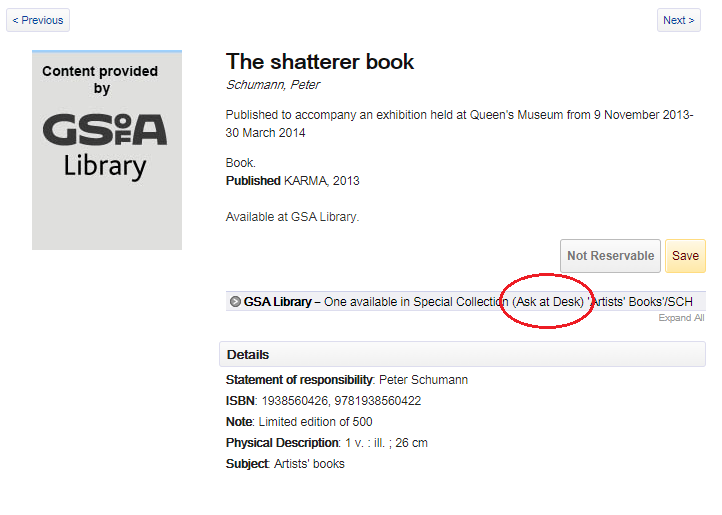 < Previous
Next >
Content provided
by
GSOFA
Library
The shatterer book
Schumann, Peter
Published to accompany an exhibition held at Queen's Museum from 9 November 2013-
30 March 2014
Book.
Published KARMA, 2013
Available at GSA Library.
Not Reservable
Save
GSA Library – One available in Special Collection (Ask at Desk) 'Artists' Books'/SCH
Expand All
Details
Statement of responsibility: Peter Schumann
ISBN: 1938560426, 9781938560422
Note: Limited edition of 500
Physical Description: 1 v. : ill. ; 26 cm
Subject: Artists' books